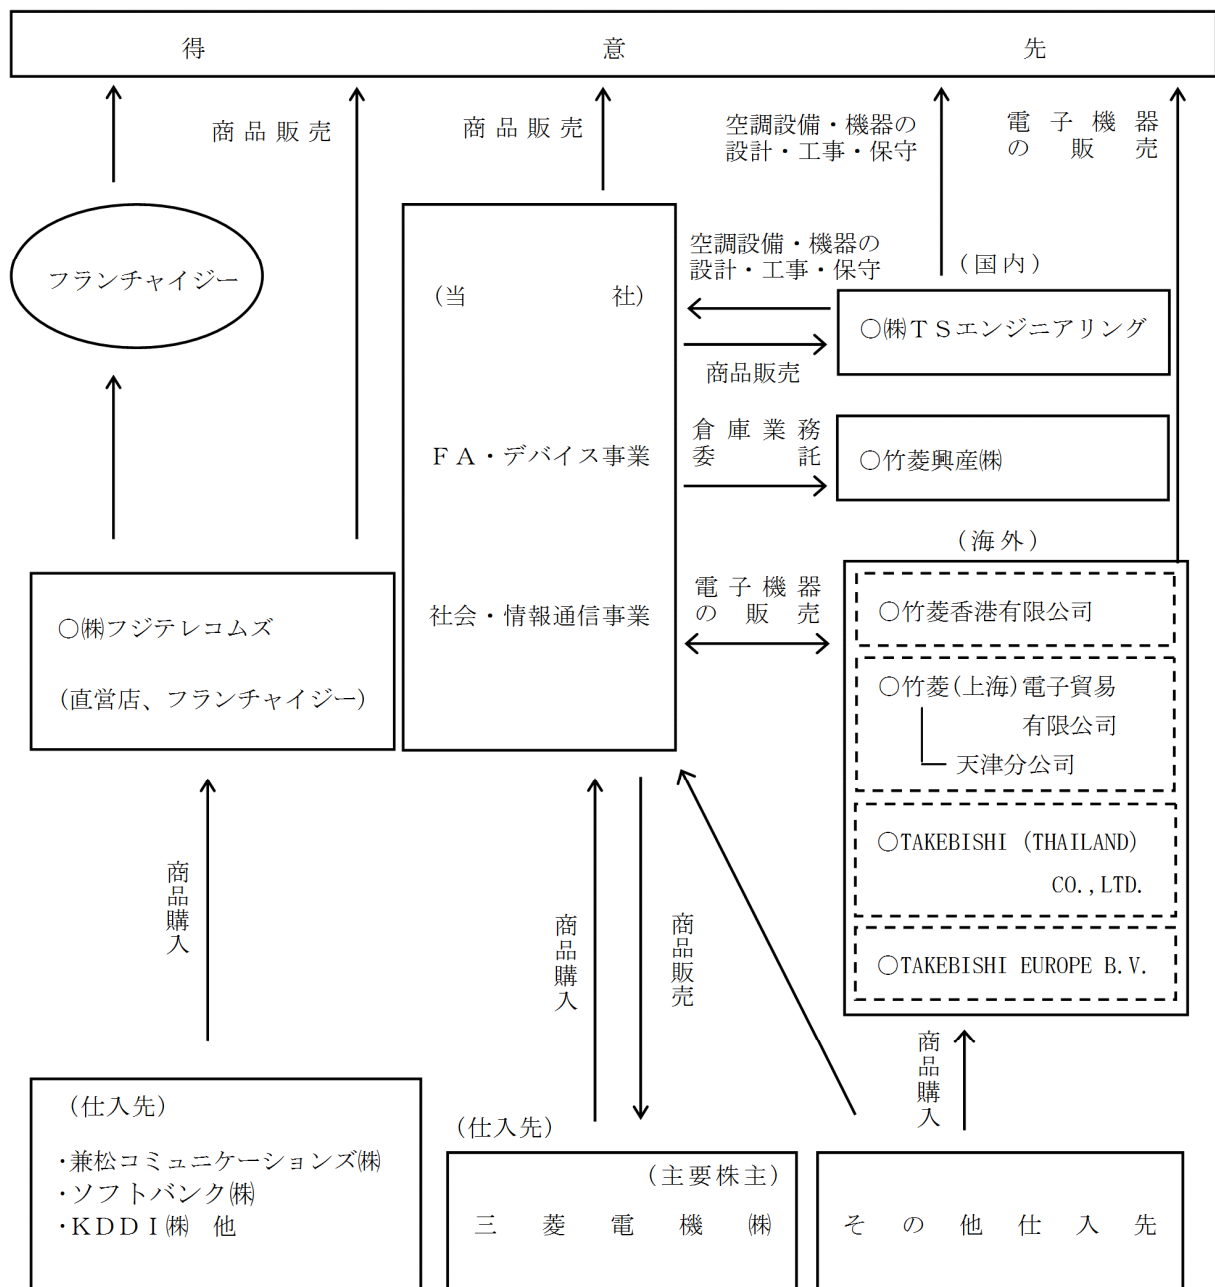 得意先
商品販売
商品販売
空調設備・機器の
設計・工事・保守
電子機器
の販売
フランチャイジー
(当社)
FA・デバイス事業
社会・情報通信事業
空調設備・機器の
設計・工事・保守
(国内)
○㈱TSエンジニアリング
商品販売
倉庫業務
委託
○竹菱興産㈱
(海外)
電子機器
の販売
○竹菱香港有限公司
○竹菱(上海)電子貿易
有限公司
天津分公司
○TAKEBISHI (THAILAND)
CO.,LTD.
○TAKEBISHI EUROPE B.V.
○㈱フジテレコムズ
(直営店、フランチャイジー)
商品購入
商品購入
商品販売
商品購入
(仕入先)
・兼松コミュニケーションズ㈱
・ソフトバンク㈱
・KDDI㈱ 他
(仕入先)
(主要株主)
三菱電機㈱
その他仕入先